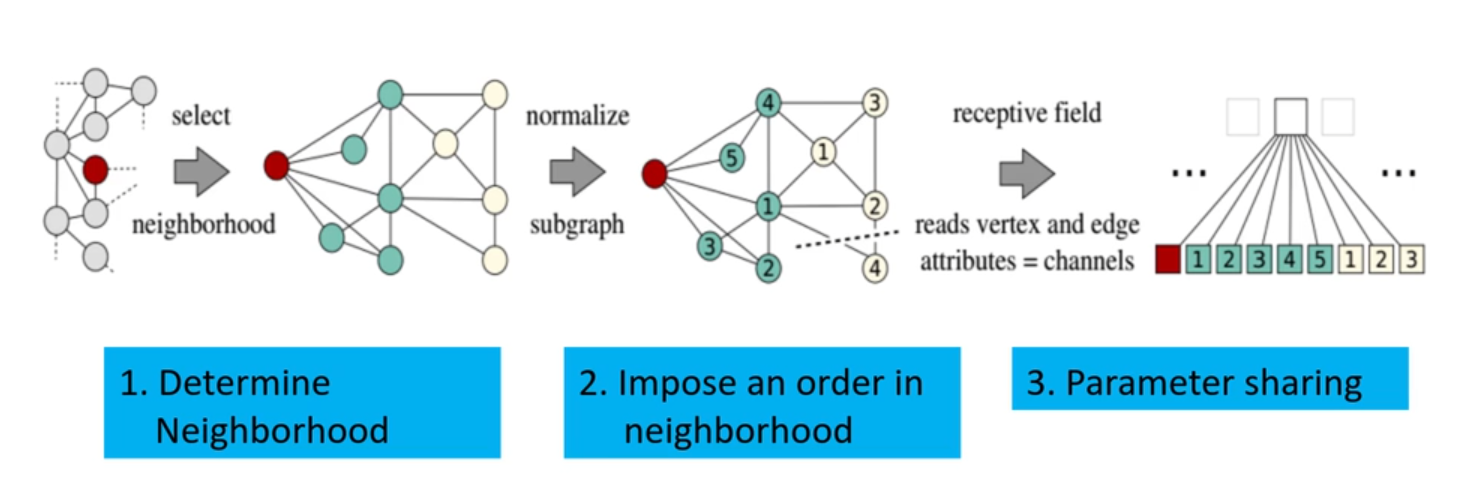 select
neighborhood
normalize
subgraph
4
3
5
1
1
2
3
2
4
receptive field
reads vertex and edge
attributes = channels
...
...
1 2 3 4 5 1 2 3
1. Determine
Neighborhood
2. Impose an order in
neighborhood
3. Parameter sharing